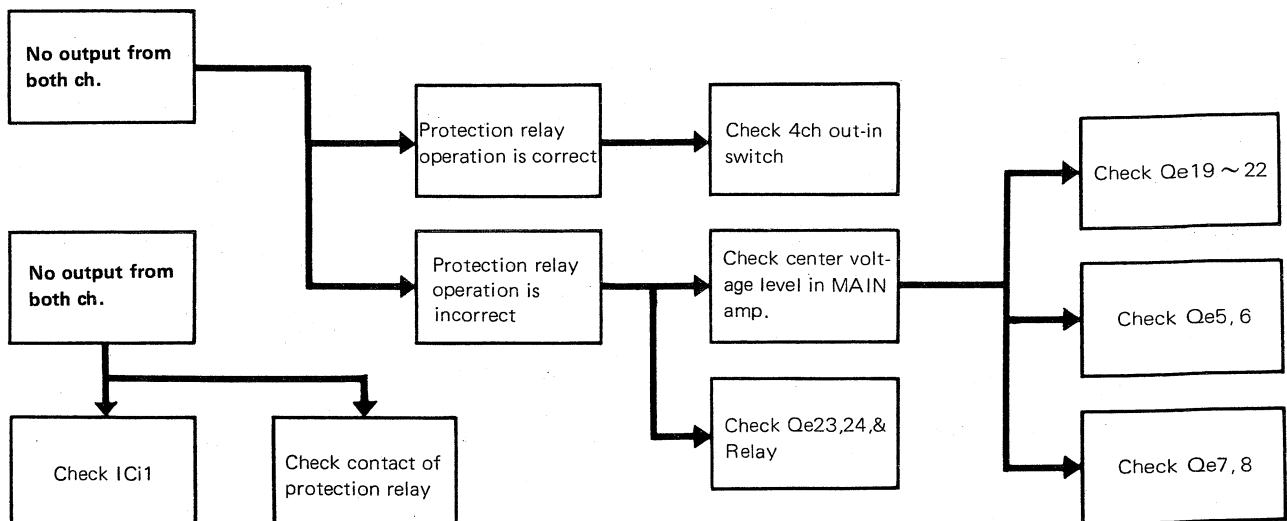 No output from
both ch.
Protection relay
operation is correct
Check 4ch out-in
switch
Check Qe19 ~ 22
No output from
both ch.
Protection relay
operation is
incorrect
Check center volt-
age level in MAIN
amp.
Check Qe5, 6
Check ICi1
Check contact of
protection relay
Check Qe23,24,&
Relay
Check Qe7, 8